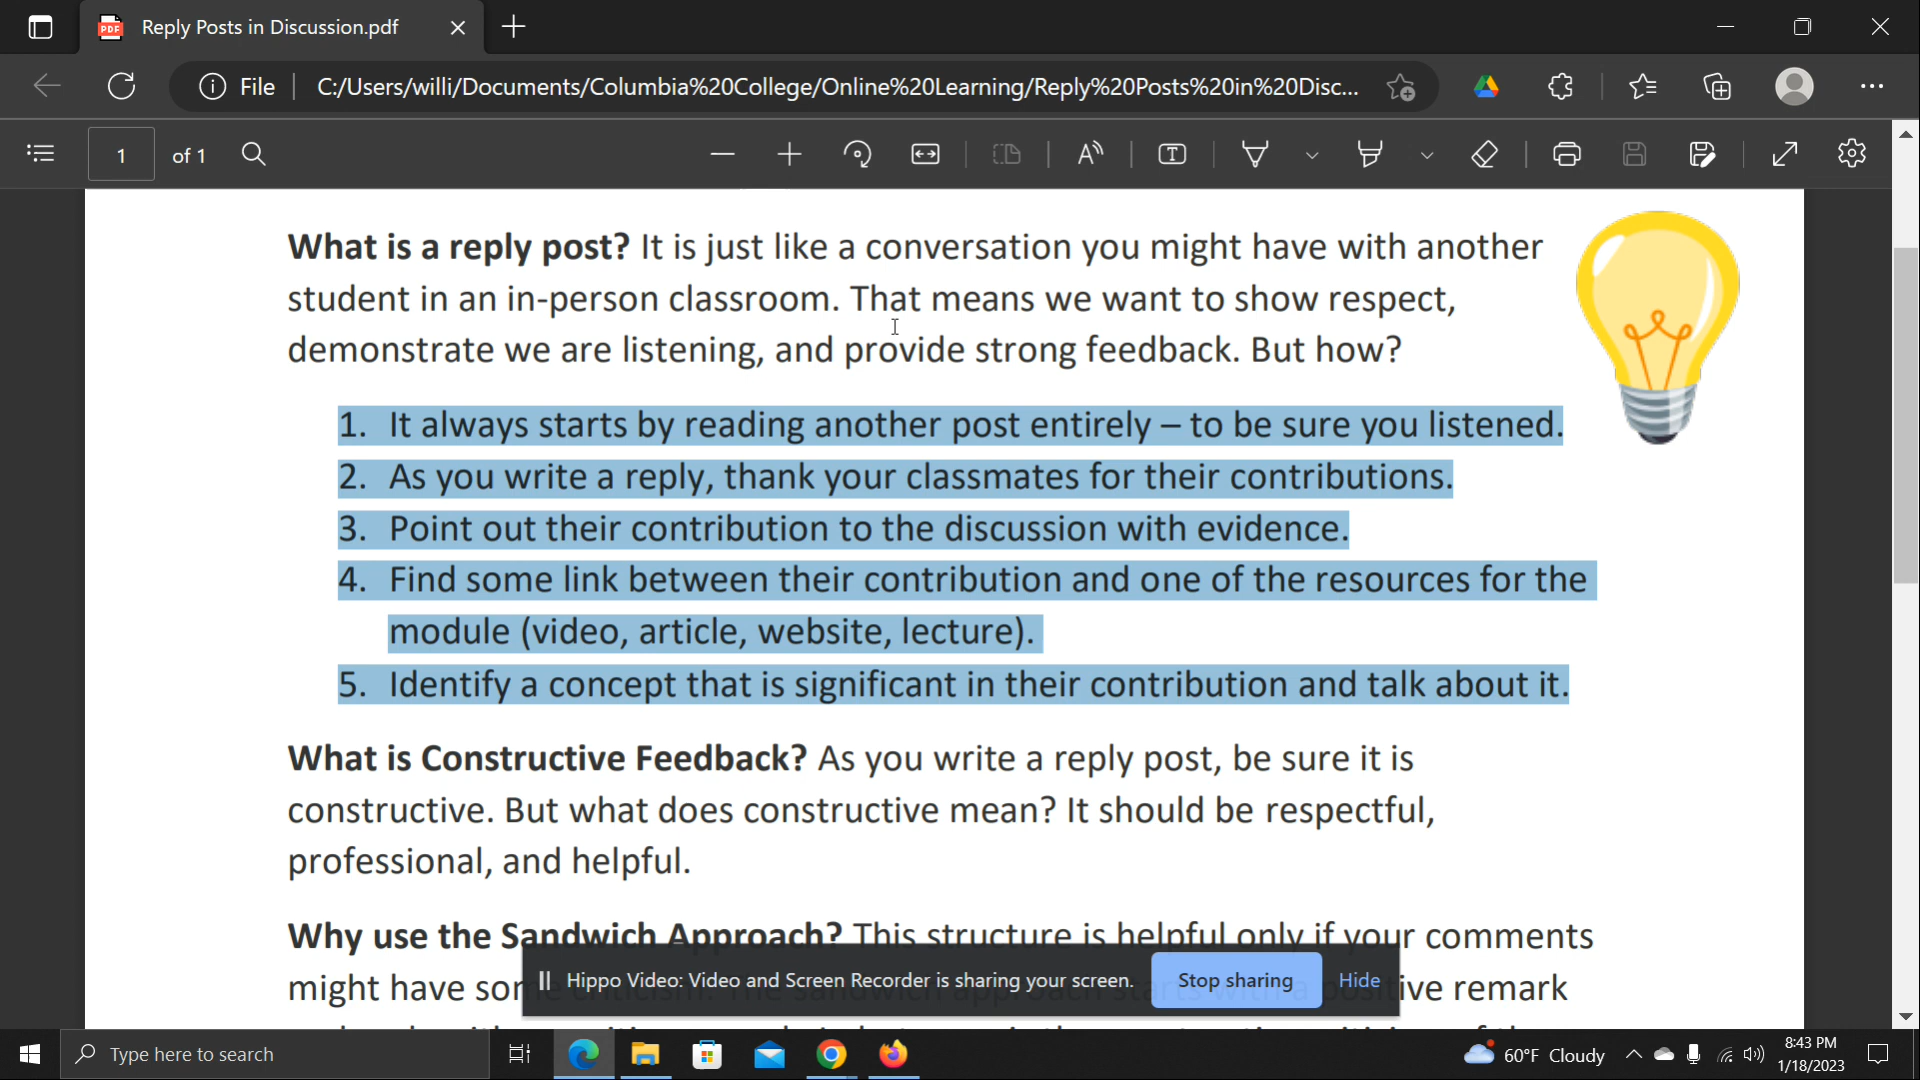 Reply Posts in Discussion.pdf
File
C:/Users/willi/Documents/Columbia%20College/Online%20Learning/Reply%20Posts%20in%20Disc...
1 of 1
What is a reply post? It is just like a conversation you might have with another
student in an in-person classroom. That means we want to show respect,
demonstrate we are listening, and provide strong feedback. But how?
1. It always starts by reading another post entirely – to be sure you listened.
2. As you write a reply, thank your classmates for their contributions.
3. Point out their contribution to the discussion with evidence.
4. Find some link between their contribution and one of the resources for the
module (video, article, website, lecture).
5. Identify a concept that is significant in their contribution and talk about it.
What is Constructive Feedback? As you write a reply post, be sure it is
constructive. But what does constructive mean? It should be respectful,
professional, and helpful.
Why use the Sandwich Approach? This structure is helpful only if your comments
might have some criticism. The sandwich approach starts with a positive remark
Hippo Video: Video and Screen Recorder is sharing your screen. Stop sharing Hide
Type here to search
60°F Cloudy
8:43 PM
1/18/2023